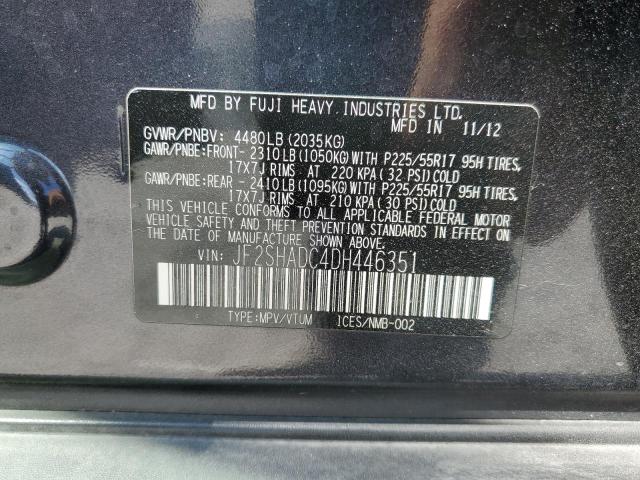 MFD BY FUJI HEAVY INDUSTRIES LTD.
MFD IN 11/12
GVWR/PNBV: 4480LB (2035KG)
GAWR/PNBE:FRONT- 2310LB (1050KG) WITH P225/55R17 95H TIRES,
17X7J RIMS AT 220 KPA (32 PSI) COLD
GAWR/PNBE:REAR - 2410LB (1095KG) WITH P225/55R17 95H TIRES,
17X7J RIMS AT 210 KPA (30 PSI) COLD
THIS VEHICLE CONFORMS TO ALL APPLICABLE FEDERAL MOTOR
VEHICLE SAFETY AND THEFT PREVENTION STANDARDS IN EFFECT ON
THE DATE OF MANUFACTURE SHOWN ABOVE.
VIN: JF2SHADC4DH446351
TYPE:MPV/VTUM ICES/NMB-002